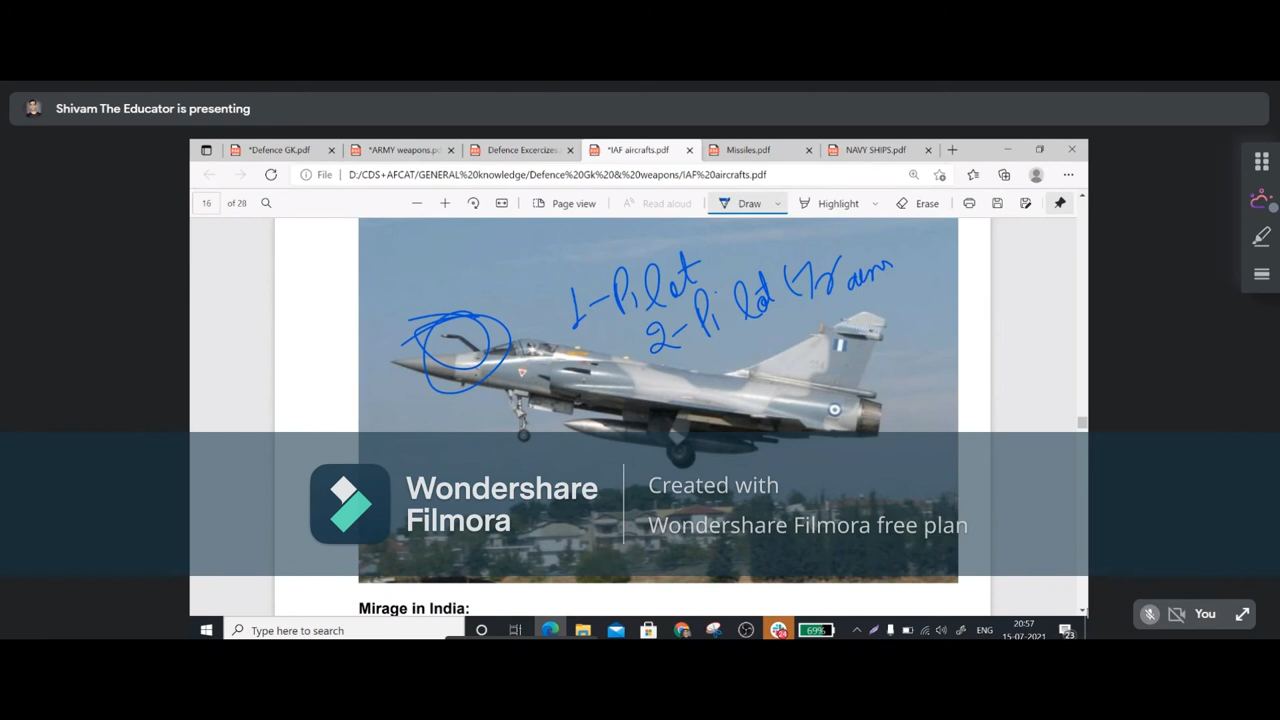 Shivam The Educator is presenting
*Defence GK.pdf
*ARMY weapons.pd
Defence Excercizes
*IAF aircrafts.pdf
Missiles.pdf
NAVY SHIPS.pdf
File D:/CDS+AFCAT/GENERAL%20knowledge/Defence%20Gk%20&%20weapons/IAF%20aircrafts.pdf
16 of 28 Page view Read aloud Draw Highlight Erase
1-Pilot
2-Pilot
Wondershare
Filmora
Created with
Wondershare Filmora free plan
Mirage in India:
You
Type here to search
69%
ENG
20:57
15-07-2021
23